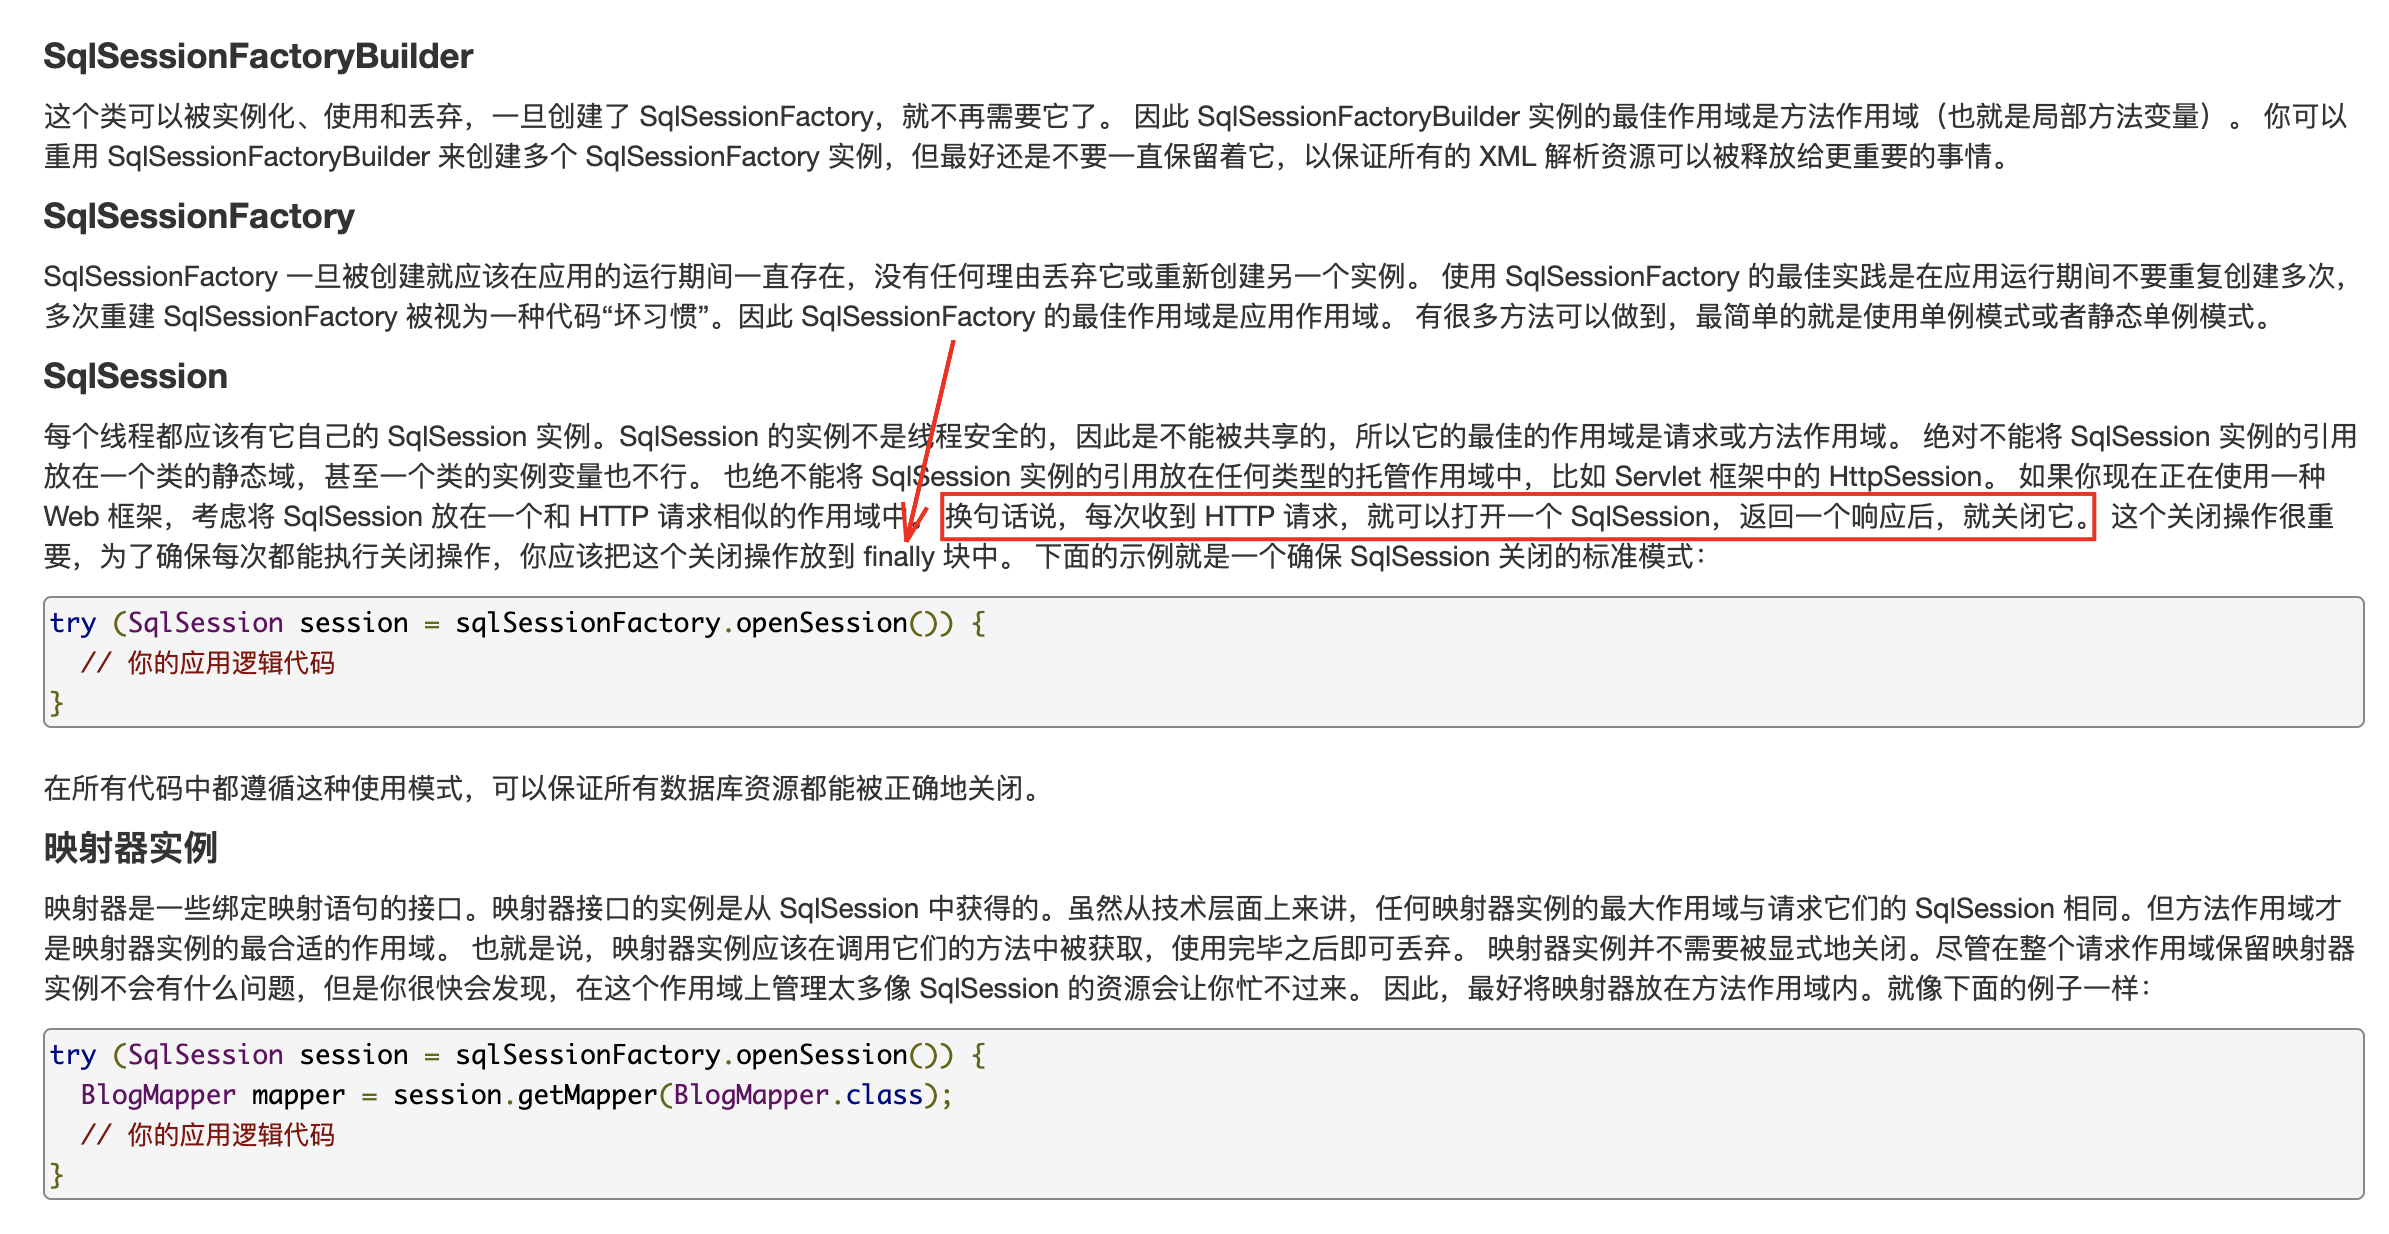 SqlSessionFactoryBuilder
这个类可以被实例化、使用和丢弃，一旦创建了 SqlSessionFactory，就不再需要它了。 因此 SqlSessionFactoryBuilder 实例的最佳作用域是方法作用域（也就是局部方法变量）。 你可以
重用 SqlSessionFactoryBuilder 来创建多个 SqlSessionFactory 实例，但最好还是不要一直保留着它，以保证所有的 XML 解析资源可以被释放给更重要的事情。
SqlSessionFactory
SqlSessionFactory 一旦被创建就应该在应用的运行期间一直存在，没有任何理由丢弃它或重新创建另一个实例。 使用 SqlSessionFactory 的最佳实践是在应用运行期间不要重复创建多次，
多次重建 SqlSessionFactory 被视为一种代码“坏习惯”。因此 SqlSessionFactory 的最佳作用域是应用作用域。 有很多方法可以做到，最简单的就是使用单例模式或者静态单例模式。
SqlSession
每个线程都应该有它自己的 SqlSession 实例。SqlSession 的实例不是线程安全的，因此是不能被共享的，所以它的最佳的作用域是请求或方法作用域。 绝对不能将 SqlSession 实例的引用
放在一个类的静态域，甚至一个类的实例变量也不行。 也绝不能将 SqlSession 实例的引用放在任何类型的托管作用域中，比如 Servlet 框架中的 HttpSession。 如果你现在正在使用一种
Web 框架，考虑将 SqlSession 放在一个和 HTTP 请求相似的作用域中。 换句话说，每次收到 HTTP 请求，就可以打开一个 SqlSession，返回一个响应后，就关闭它。 这个关闭操作很重
要，为了确保每次都能执行关闭操作，你应该把这个关闭操作放到 finally 块中。 下面的示例就是一个确保 SqlSession 关闭的标准模式：
try (SqlSession session = sqlSessionFactory.openSession()) {
  // 你的应用逻辑代码
}
在所有代码中都遵循这种使用模式，可以保证所有数据库资源都能被正确地关闭。
映射器实例
映射器是一些绑定映射语句的接口。映射器接口的实例是从 SqlSession 中获得的。虽然从技术层面上来讲，任何映射器实例的最大作用域与请求它们的 SqlSession 相同。但方法作用域才
是映射器实例的最合适的作用域。 也就是说，映射器实例应该在调用它们的方法中被获取，使用完毕之后即可丢弃。 映射器实例并不需要被显式地关闭。尽管在整个请求作用域保留映射器
实例不会有什么问题，但是你很快会发现，在这个作用域上管理太多像 SqlSession 的资源会让你忙不过来。 因此，最好将映射器放在方法作用域内。就像下面的例子一样：
try (SqlSession session = sqlSessionFactory.openSession()) {
  BlogMapper mapper = session.getMapper(BlogMapper.class);
  // 你的应用逻辑代码
}